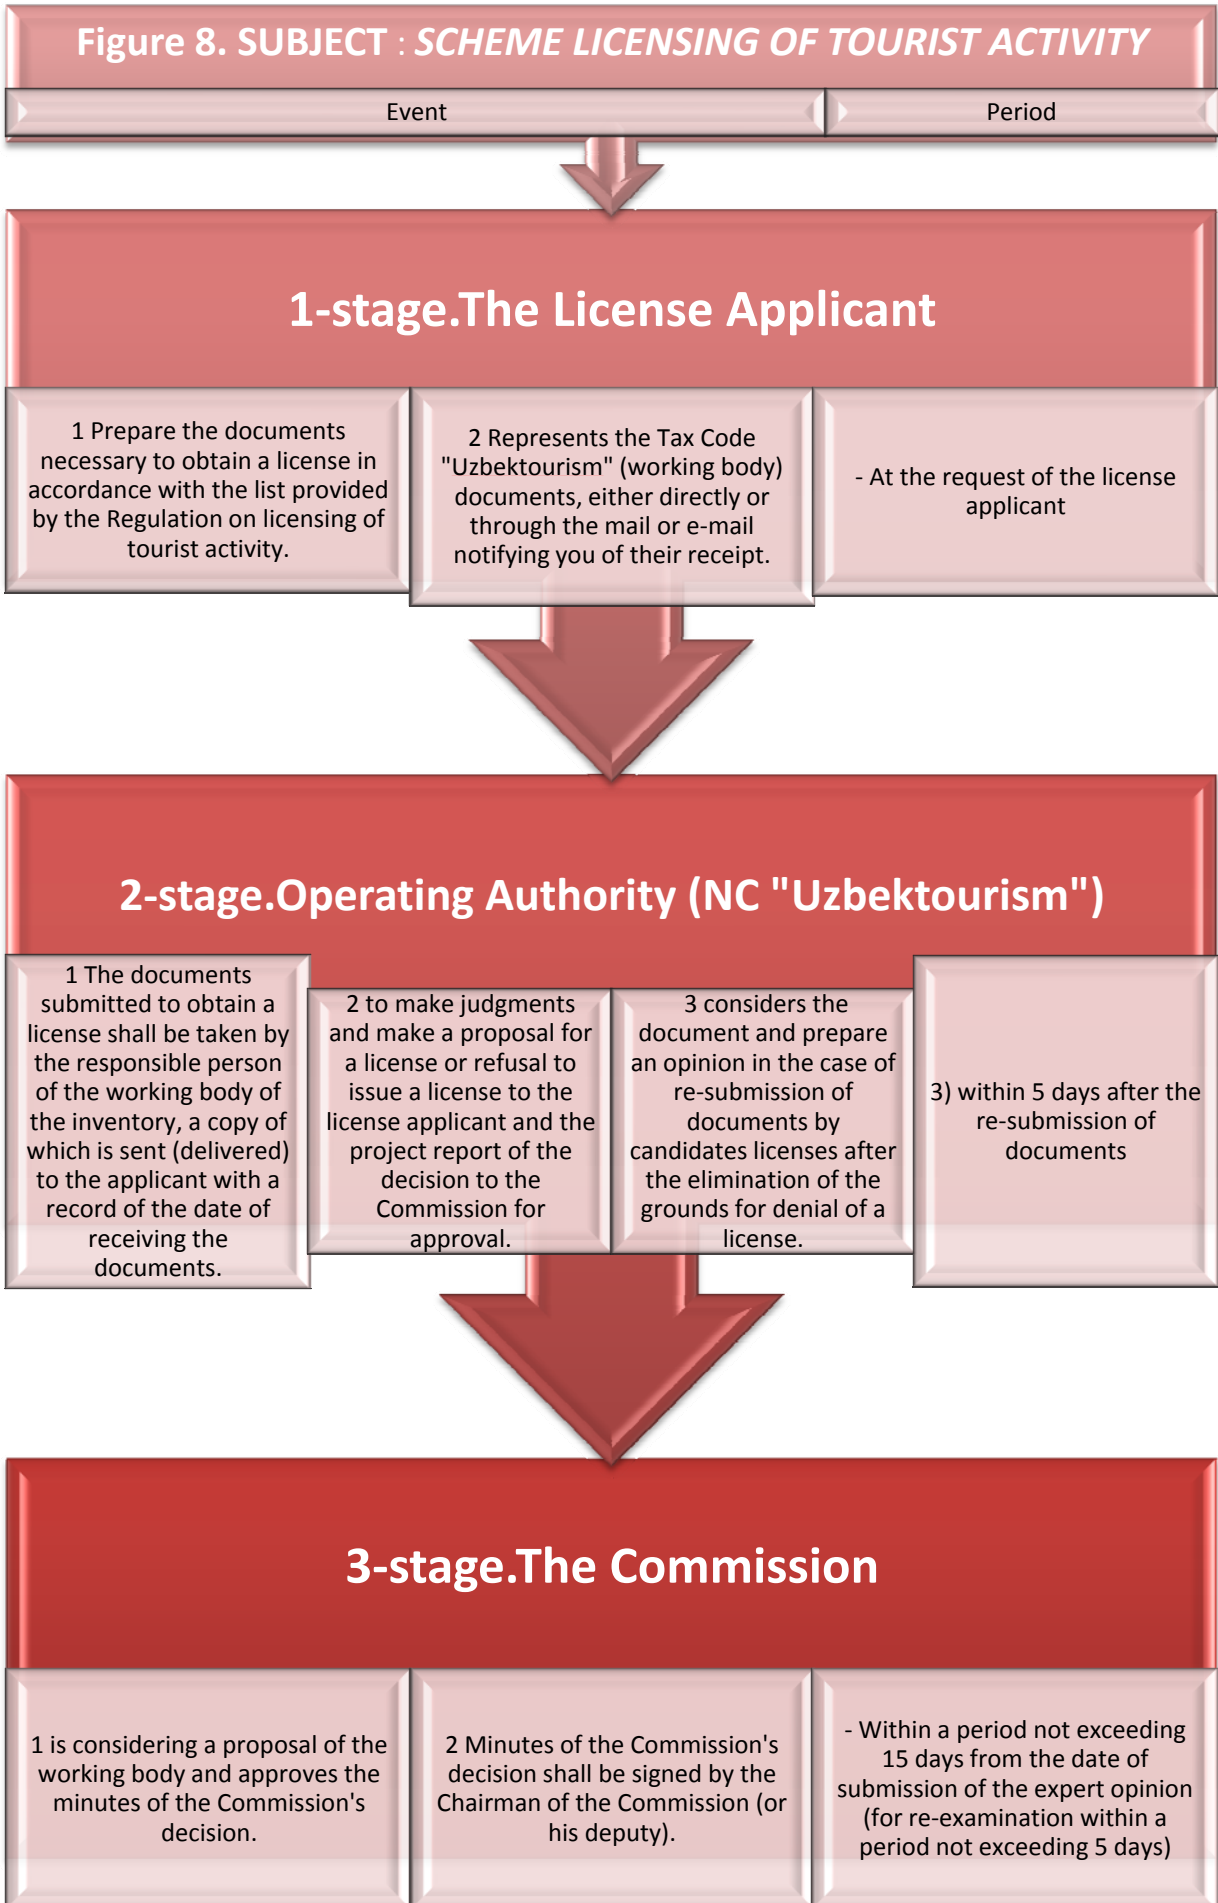 Figure 8. SUBJECT : SCHEME LICENSING OF TOURIST ACTIVITY
Event
Period
1-stage.The License Applicant
1 Prepare the documents
necessary to obtain a license in
accordance with the list provided
by the Regulation on licensing of
tourist activity.
2 Represents the Tax Code
"Uzbektourism" (working body)
documents, either directly or
through the mail or e-mail
notifying you of their receipt.
- At the request of the license
applicant
2-stage.Operating Authority (NC "Uzbektourism")
1 The documents
submitted to obtain a
license shall be taken by
the responsible person
of the working body of
the inventory, a copy of
which is sent (delivered)
to the applicant with a
record of the date of
receiving the
documents.
2 to make judgments
and make a proposal for
a license or refusal to
issue a license to the
license applicant and the
project report of the
decision to the
Commission for
approval.
3 considers the
document and prepare
an opinion in the case of
re-submission of
documents by
candidates licenses after
the elimination of the
grounds for denial of a
license.
3) within 5 days after the
re-submission of
documents
3-stage.The Commission
1 is considering a proposal of the
working body and approves the
minutes of the Commission's
decision.
2 Minutes of the Commission's
decision shall be signed by the
Chairman of the Commission (or
his deputy).
- Within a period not exceeding
15 days from the date of
submission of the expert opinion
(for re-examination within a
period not exceeding 5 days)